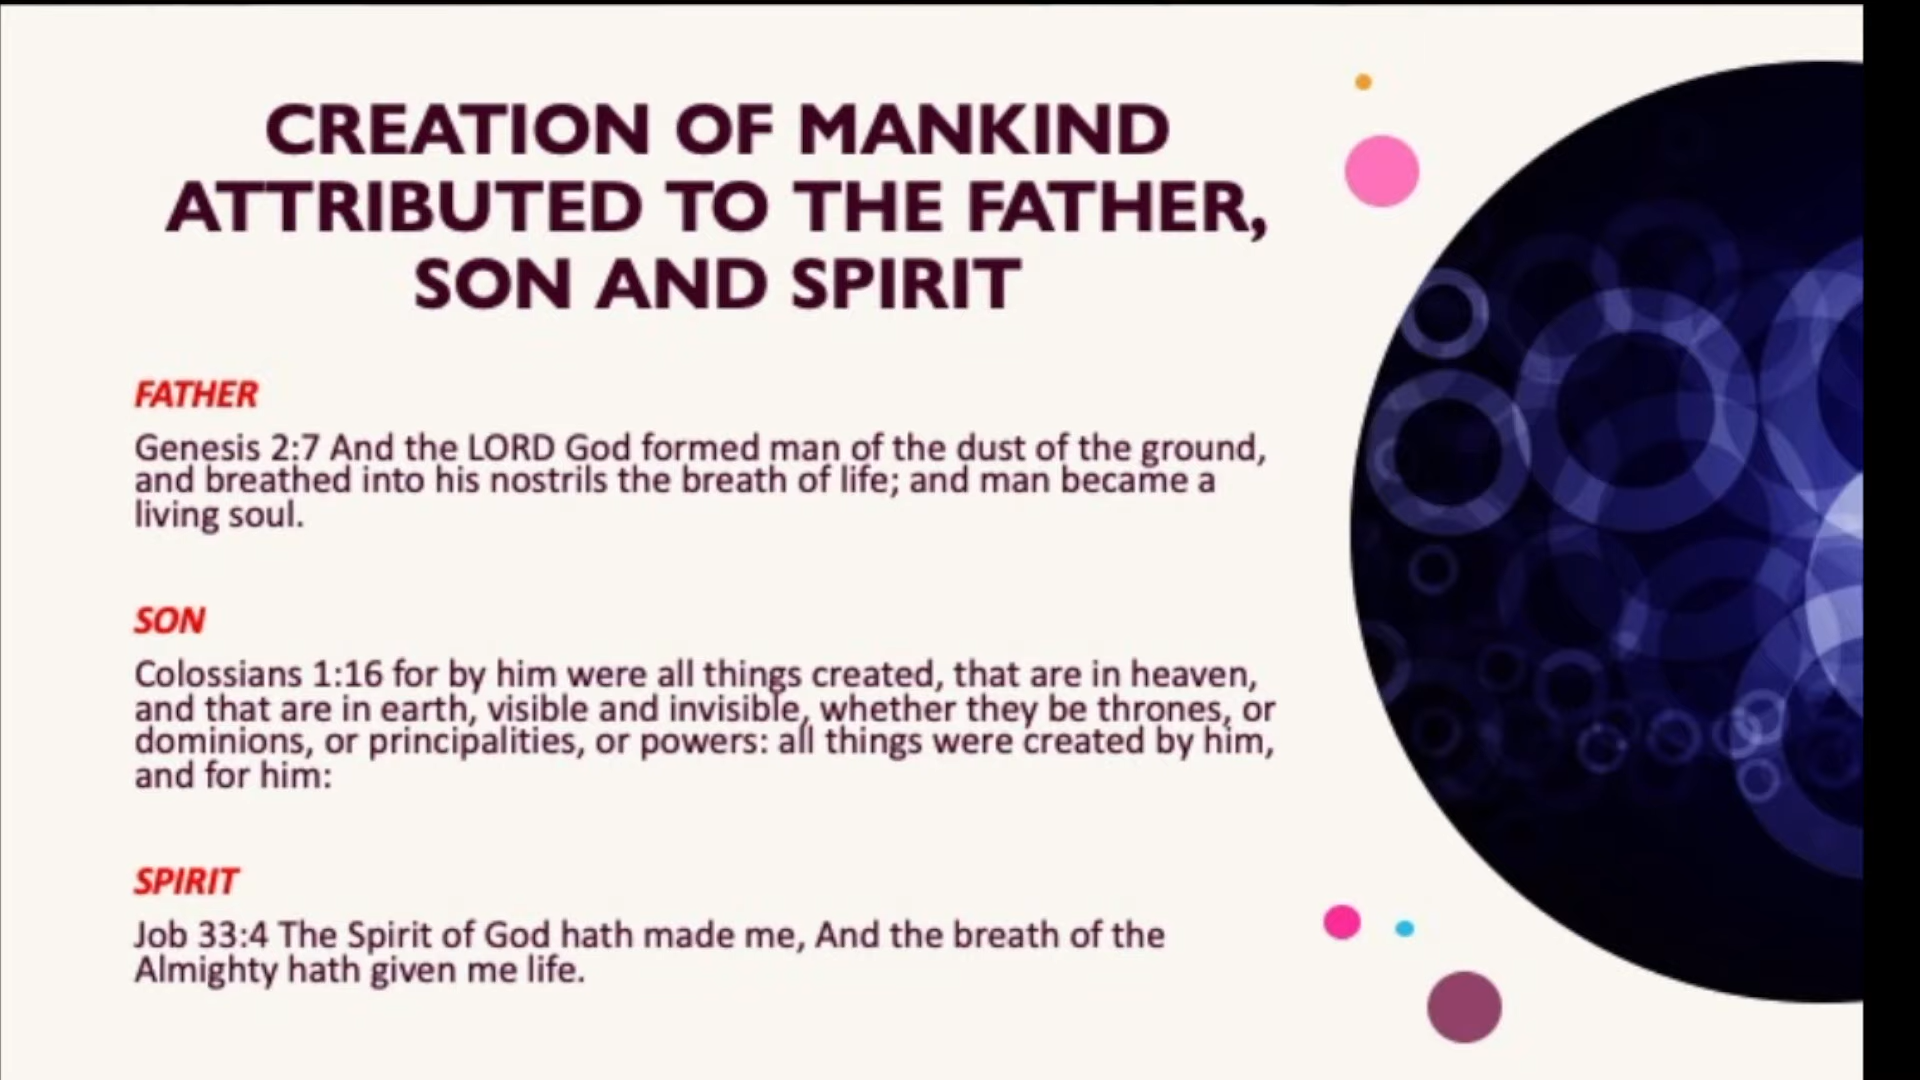 CREATION OF MANKIND
ATTRIBUTED TO THE FATHER,
SON AND SPIRIT
FATHER
Genesis 2:7 And the LORD God formed man of the dust of the ground,
and breathed into his nostrils the breath of life; and man became a
living soul.
SON
Colossians 1:16 for by him were all things created, that are in heaven,
and that are in earth, visible and invisible, whether they be thrones, or
dominions, or principalities, or powers: all things were created by him,
and for him:
SPIRIT
Job 33:4 The Spirit of God hath made me, And the breath of the
Almighty hath given me life.